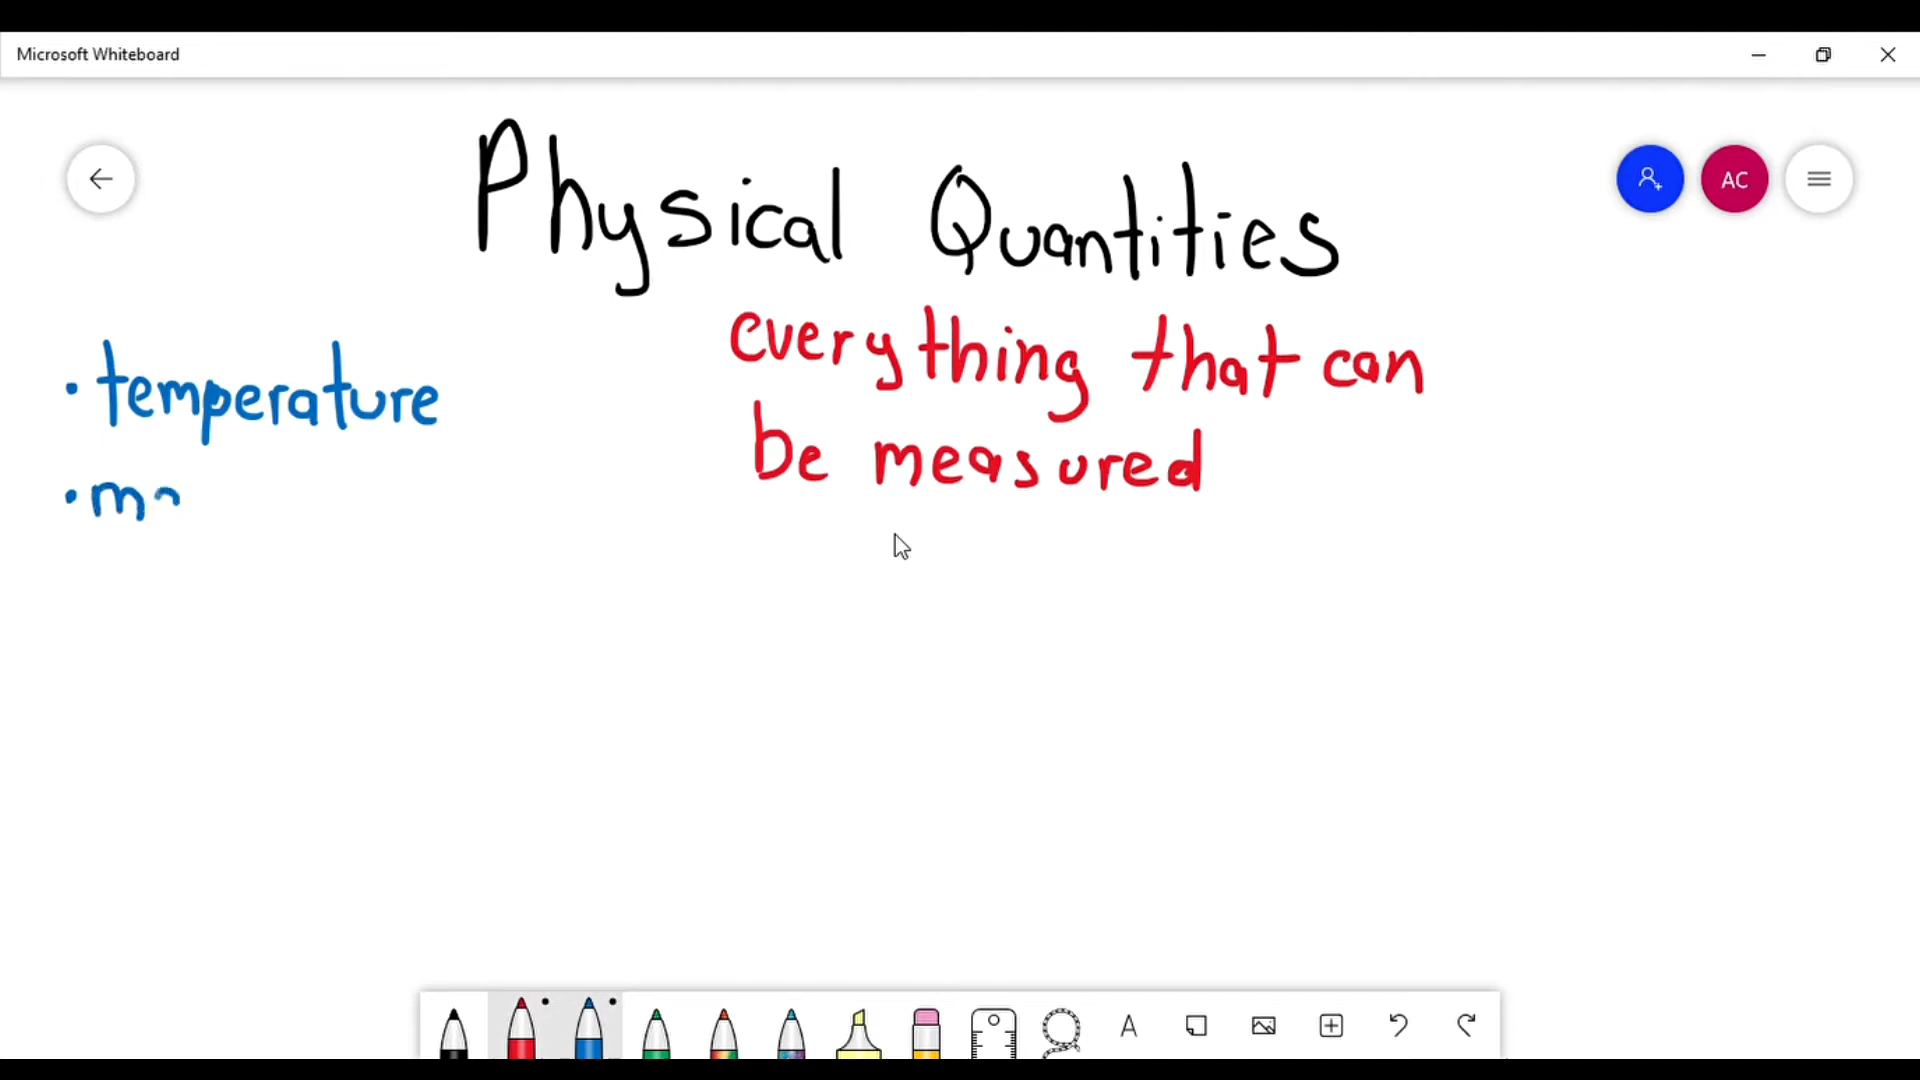 Microsoft Whiteboard
AC
Physical Quantities
everything that can
be measured
• temperature
• m
A